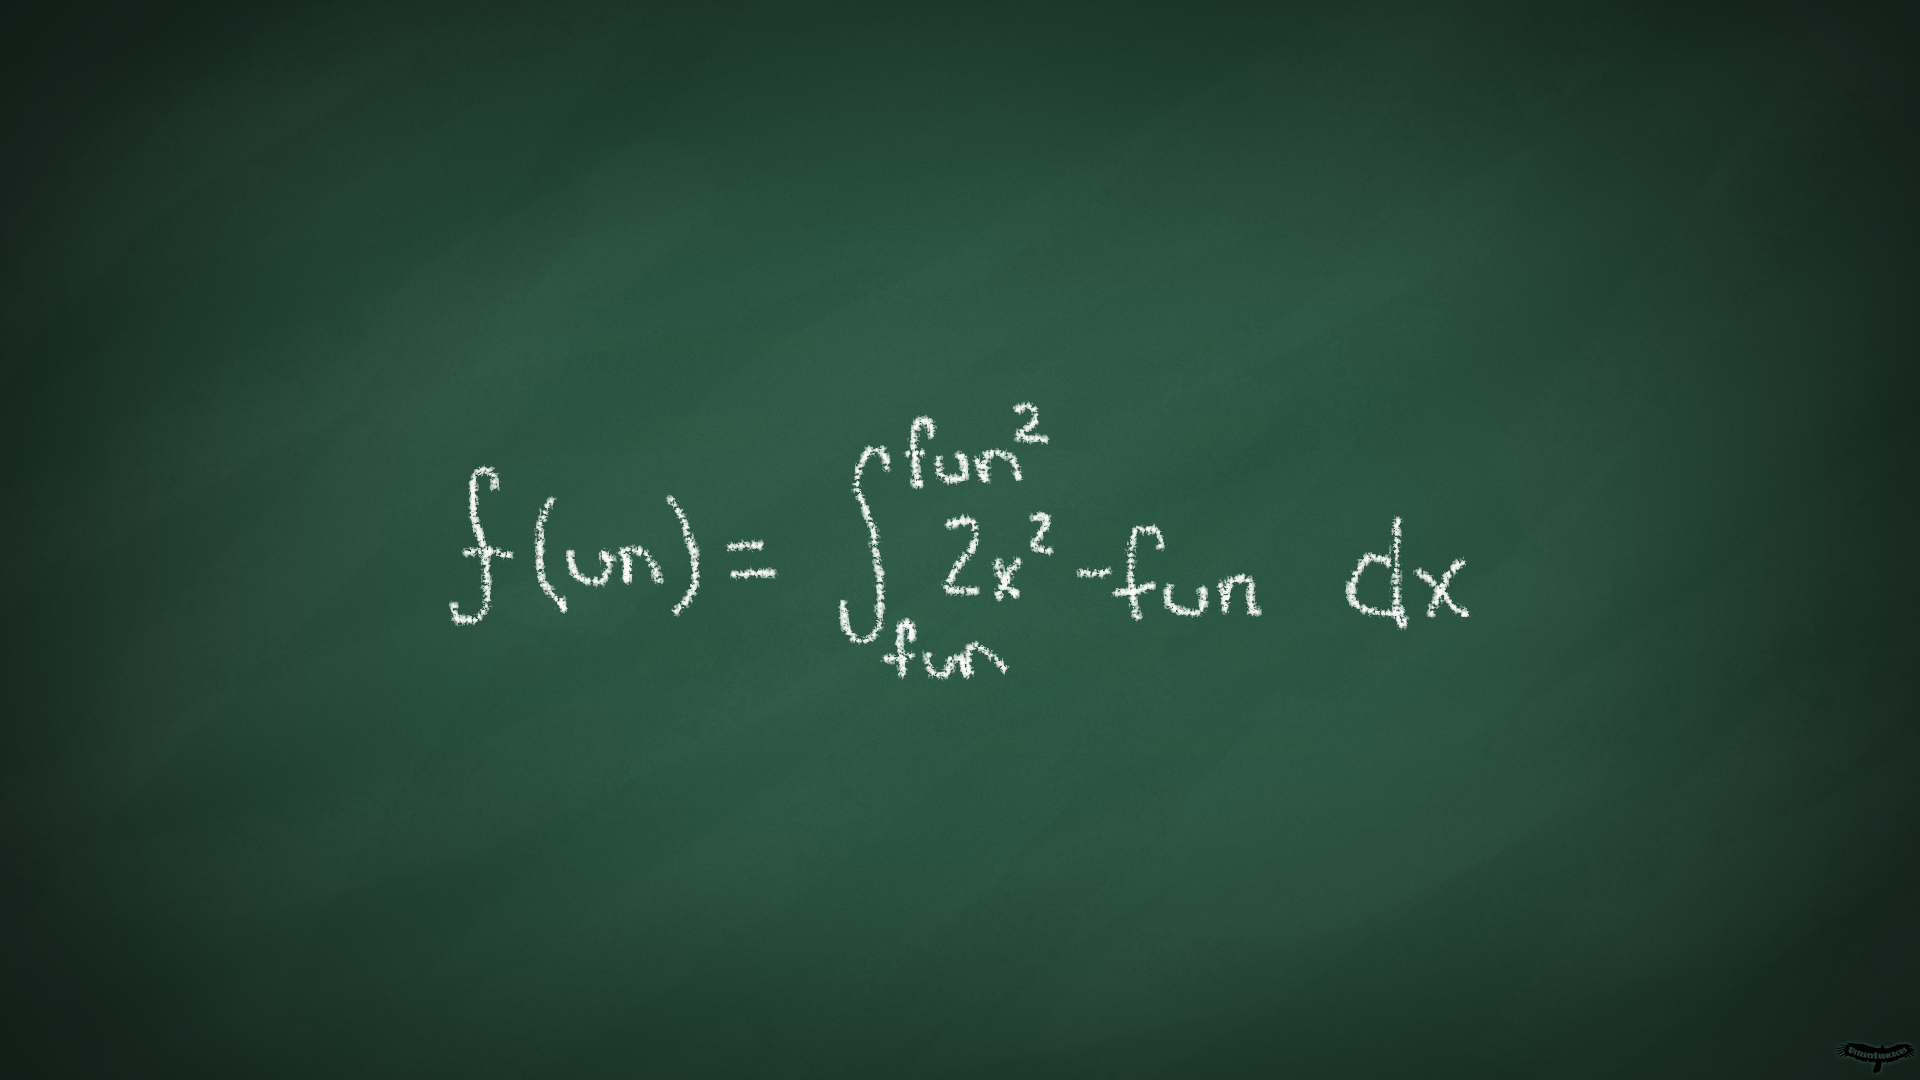 f(un) = ∫_{fun}^{fun²} 2x² - fun dx